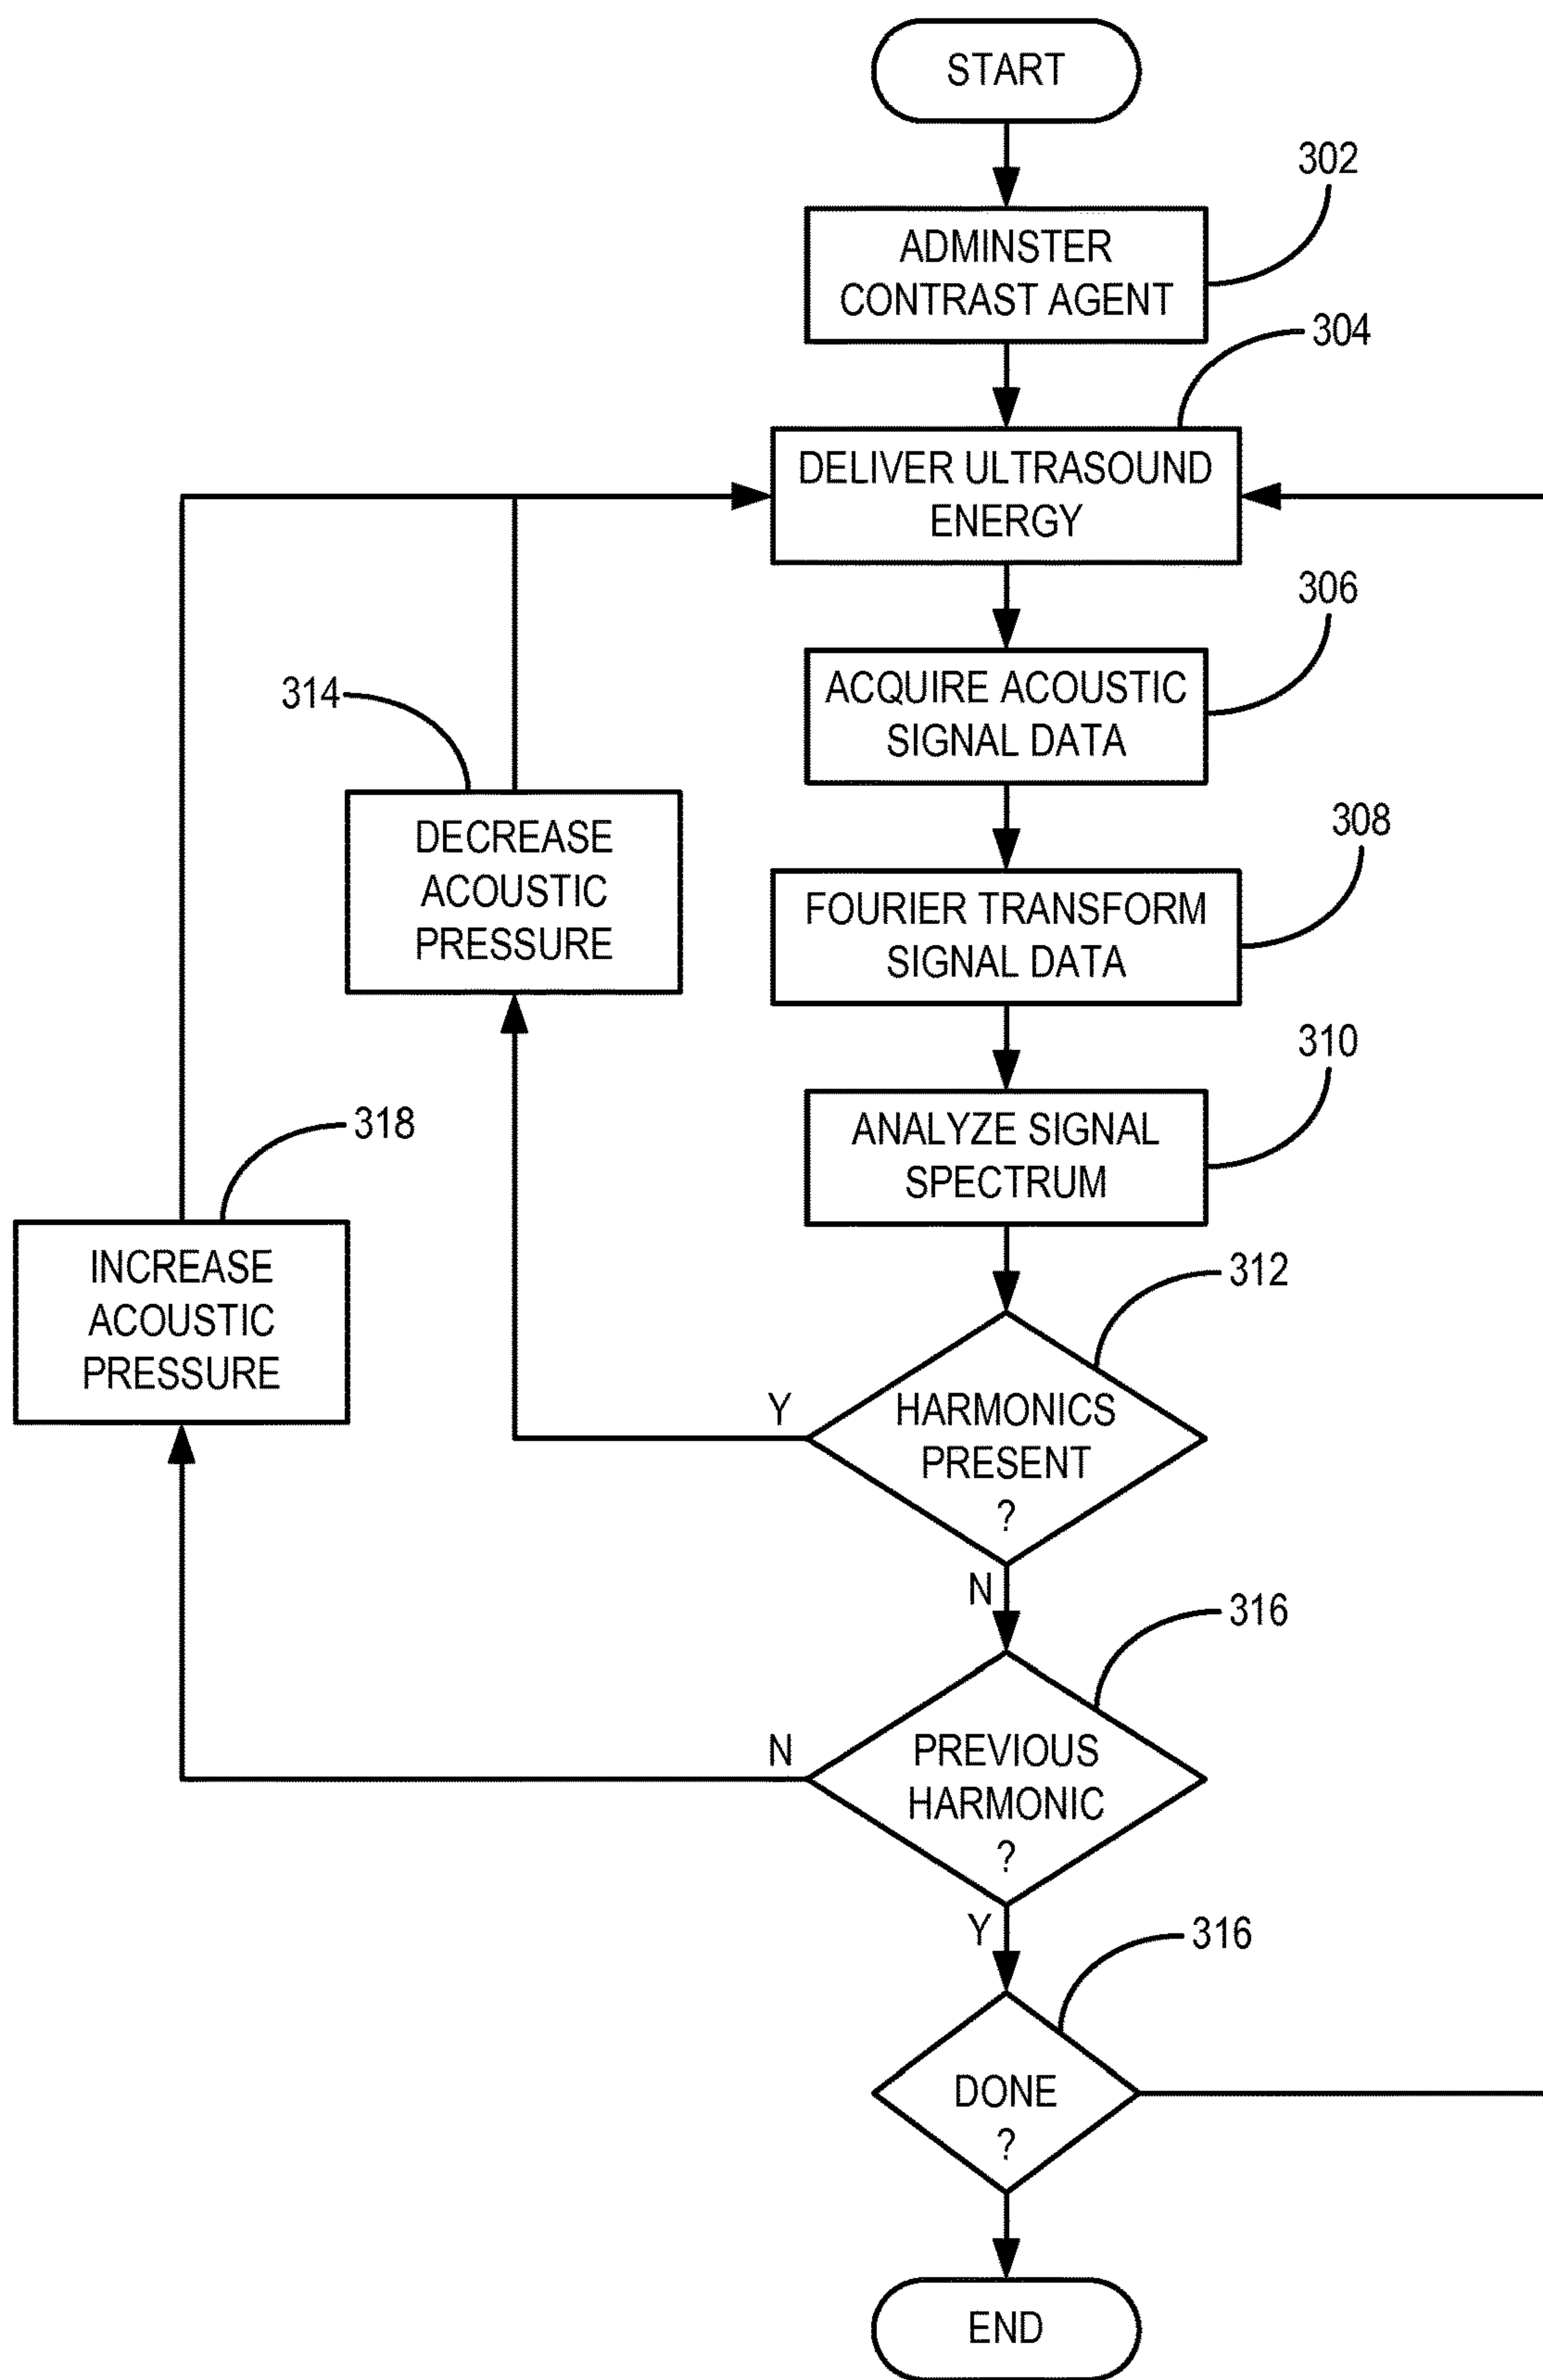 START
302
ADMINSTER
CONTRAST AGENT
304
DELIVER ULTRASOUND
ENERGY
306
ACQUIRE ACOUSTIC
SIGNAL DATA
314
DECREASE
ACOUSTIC
PRESSURE
308
FOURIER TRANSFORM
SIGNAL DATA
310
ANALYZE SIGNAL
SPECTRUM
318
INCREASE
ACOUSTIC
PRESSURE
312
Y
HARMONICS
PRESENT
?
N
316
N
PREVIOUS
HARMONIC
?
Y
316
DONE
?
END